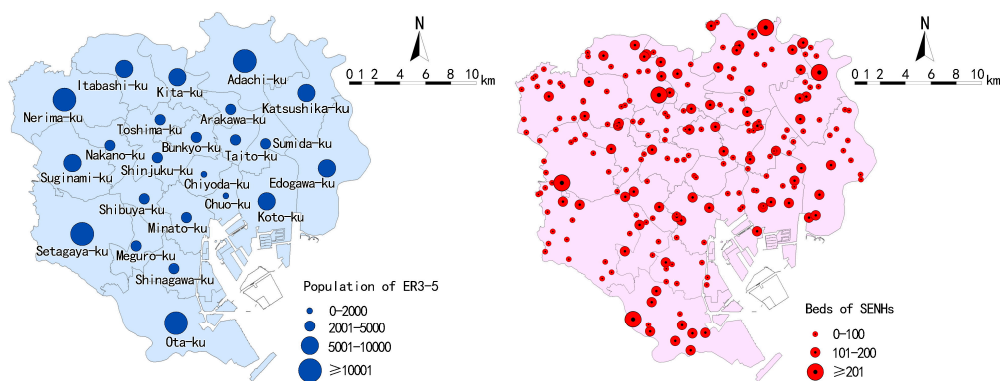 N
0 1 2 4 6 8 10 km
Adachi-ku
Itabashi-ku
Kita-ku
Katsushika-ku
Nerima-ku
Arakawa-ku
Toshima-ku
Bunkyo-ku
Sumida-ku
Nakano-ku
Taito-ku
Shinjuku-ku
Suginami-ku
Chiyoda-ku
Edogawa-ku
Shibuya-ku
Chuo-ku
Koto-ku
Minato-ku
Setagaya-ku
Meguro-ku
Shinagawa-ku
Ota-ku
Population of ER3-5
0-2000
2001-5000
5001-10000
≥10001
N
0 1 2 4 6 8 10 km
Beds of SENHs
0-100
101-200
≥201